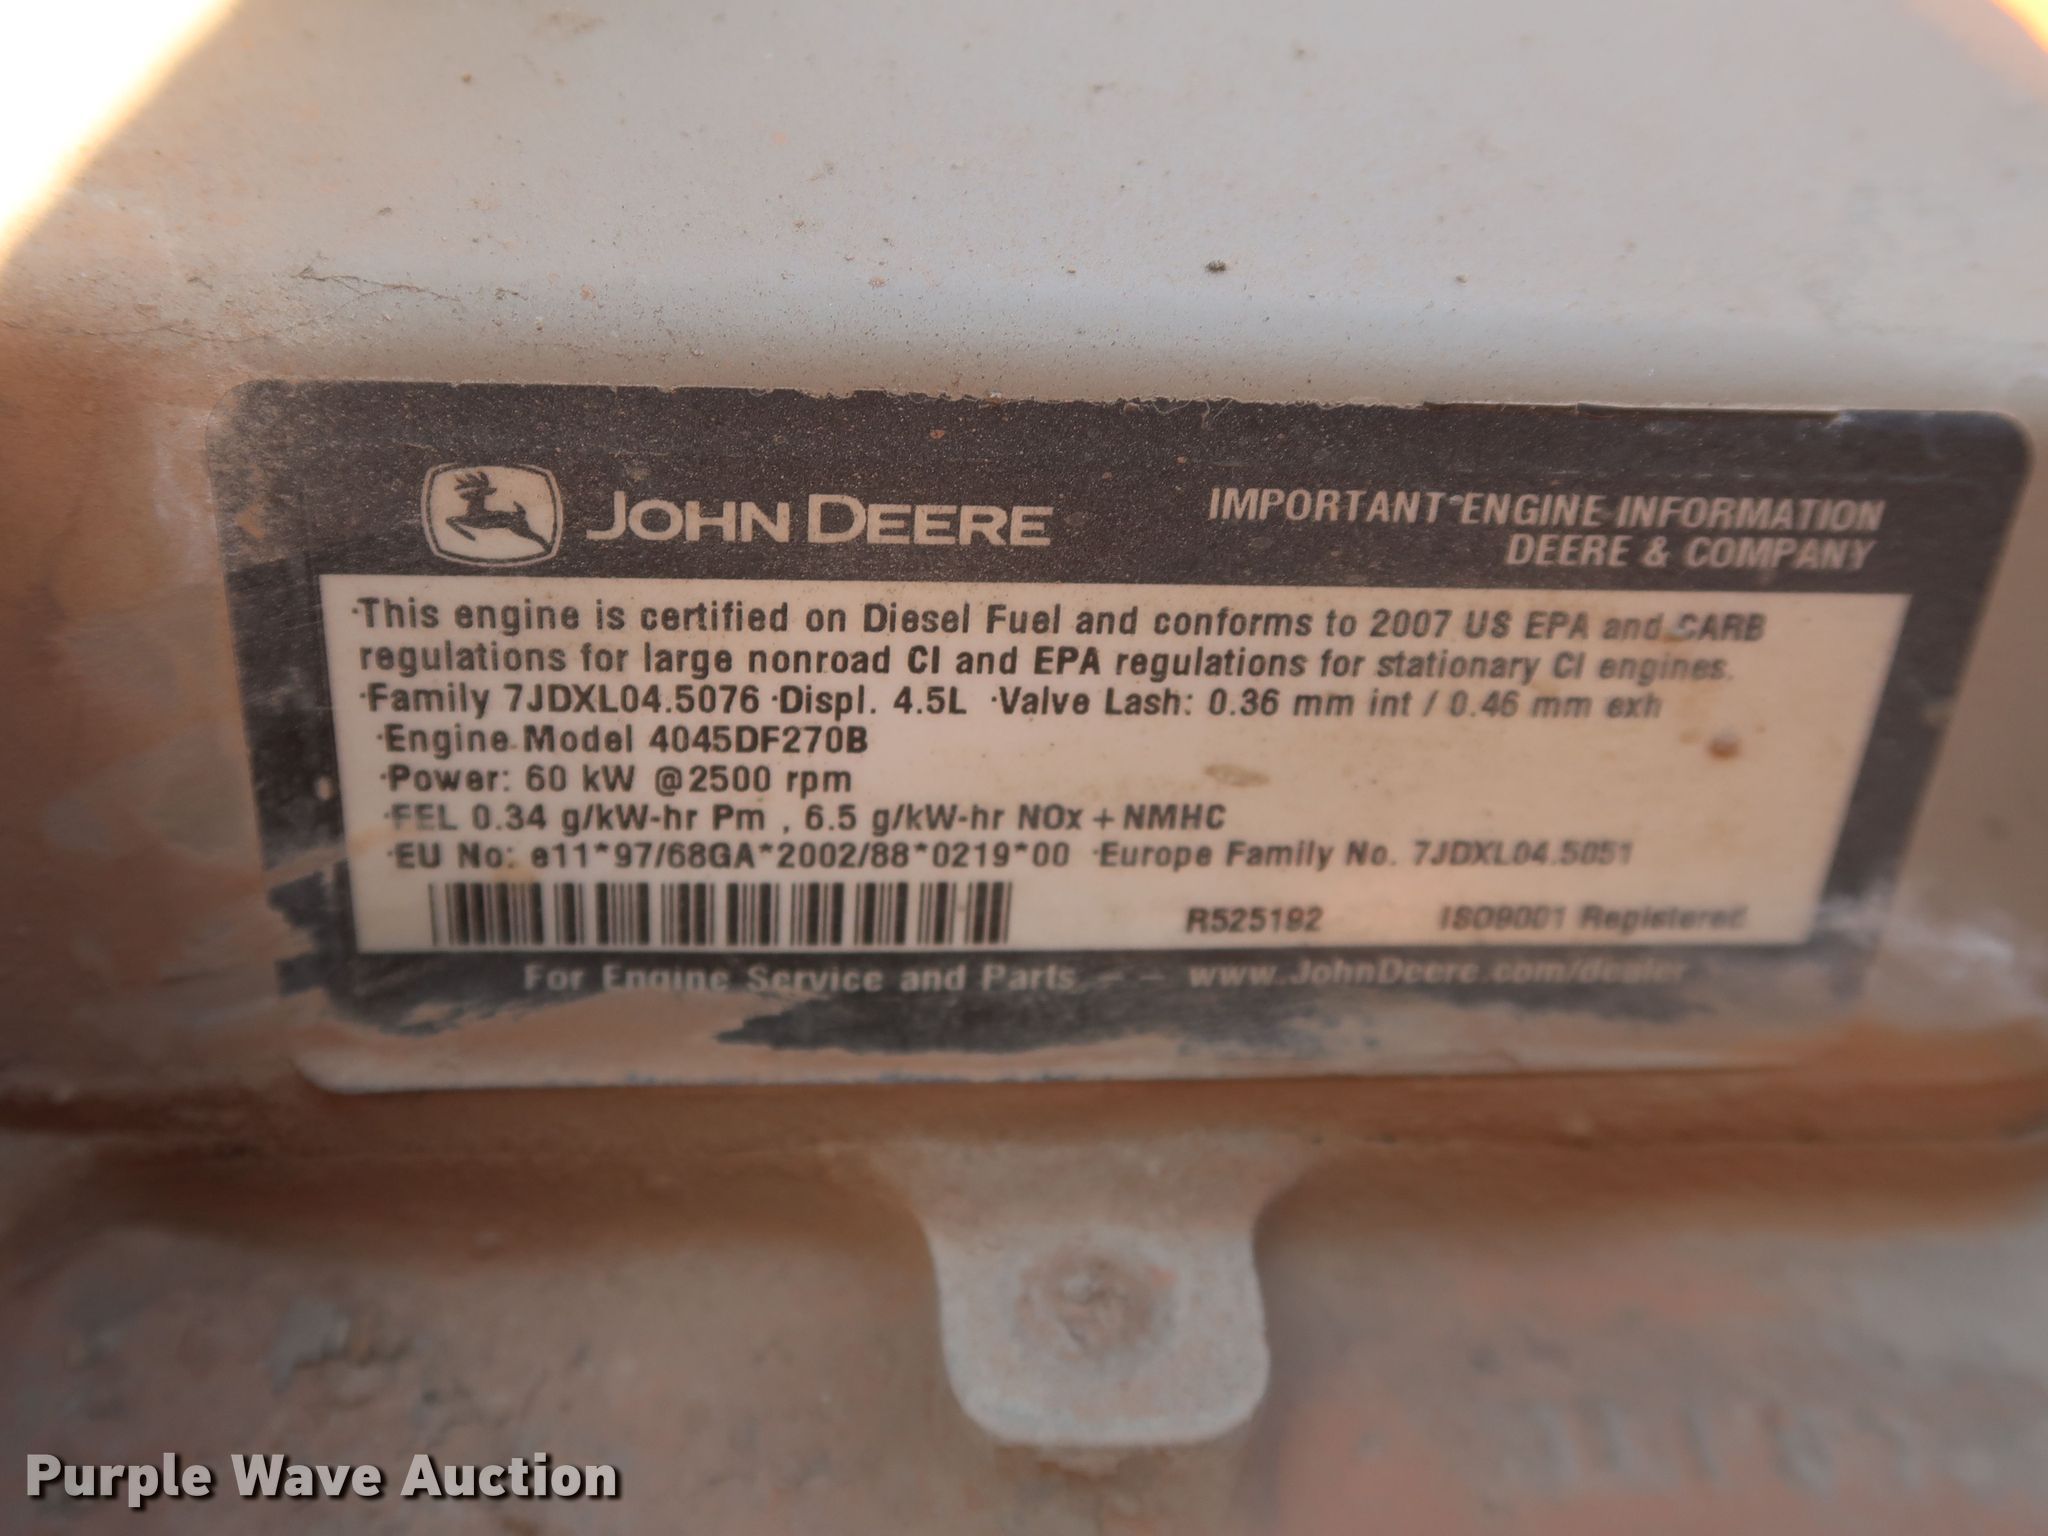 JOHN DEERE
IMPORTANT ENGINE INFORMATION
DEERE & COMPANY
·This engine is certified on Diesel Fuel and conforms to 2007 US EPA and CARB
regulations for large nonroad CI and EPA regulations for stationary CI engines.
·Family 7JDXL04.5076 ·Displ. 4.5L ·Valve Lash: 0.36 mm int / 0.46 mm exh
·Engine Model 4045DF270B
·Power: 60 kW @2500 rpm
·FEL 0.34 g/kW-hr Pm , 6.5 g/kW-hr NOx + NMHC
·EU No: e11*97/68GA*2002/88*0219*00 ·Europe Family No. 7JDXL04.5051
R525192 ISO9001 Registered
For Engine Service and Parts - - www.JohnDeere.com/dealer
Purple Wave Auction